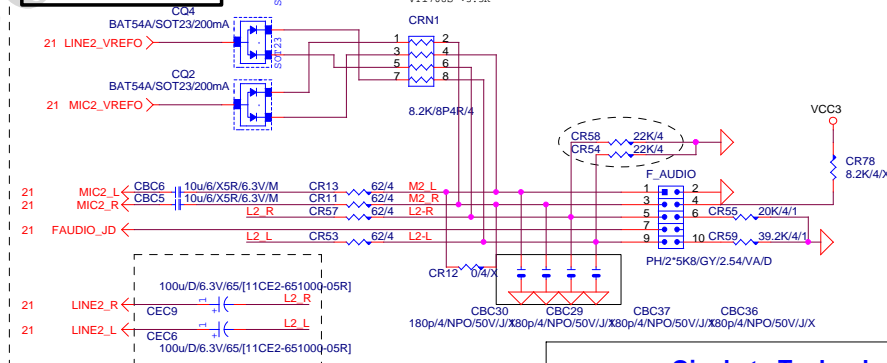 CQ4
BAT54A/SOT23/200mA
21 LINE2_VREFO
SOT23
CQ2
BAT54A/SOT23/200mA
21 MIC2_VREFO
CRN1
1 2
3 4
5 6
7 8
8.2K/8P4R/4
VCC3
CR78
8.2K/4/X
CR58 22K/4
CR54 22K/4
F_AUDIO
21 MIC2_L CBC6 10u/6/X5R/6.3V/M CR13 62/4 M2_L 1 2
21 MIC2_R CBC5 10u/6/X5R/6.3V/M CR11 62/4 M2_R 3 4
L2_R CR57 62/4 L2-R 5 6 CR55 20K/4/1
21 FAUDIO_JD 7
L2_L CR53 62/4 L2-L 9 10 CR59 39.2K/4/1
PH/2*5K8/GY/2.54/VA/D
CR12 0/4/X
CBC30 CBC29 CBC37 CBC36
180p/4/NPO/50V/J/X 180p/4/NPO/50V/J/X 180p/4/NPO/50V/J/X 180p/4/NPO/50V/J/X
100u/D/6.3V/65/[11CE2-651000-05R]
21 LINE2_R 1 + L2_R
CEC9
21 LINE2_L 1 + L2_L
CEC6
100u/D/6.3V/65/[11CE2-651000-05R]